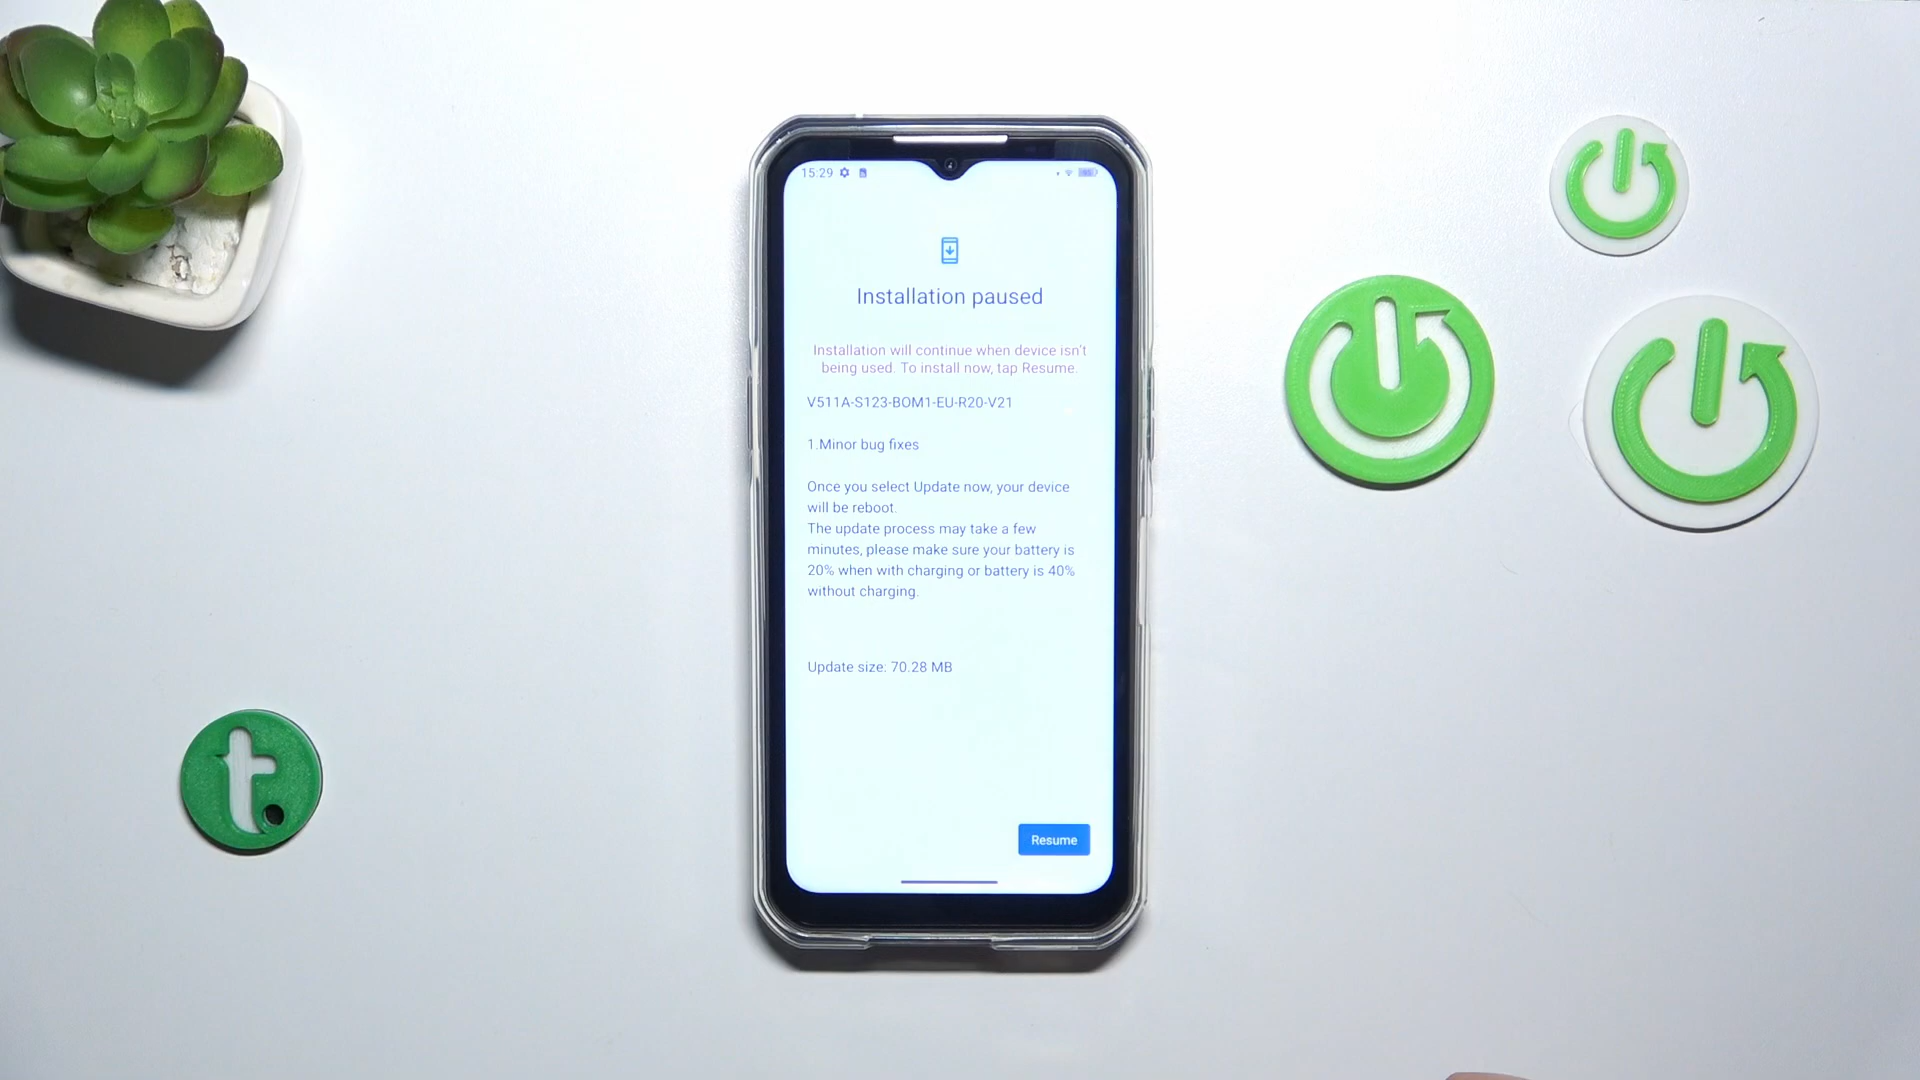 15:29
Installation paused
Installation will continue when device isn't
being used. To install now, tap Resume.
V511A-S123-BOM1-EU-R20-V21
1.Minor bug fixes
Once you select Update now, your device
will be reboot.
The update process may take a few
minutes, please make sure your battery is
20% when with charging or battery is 40%
without charging.
Update size: 70.28 MB
Resume
t.